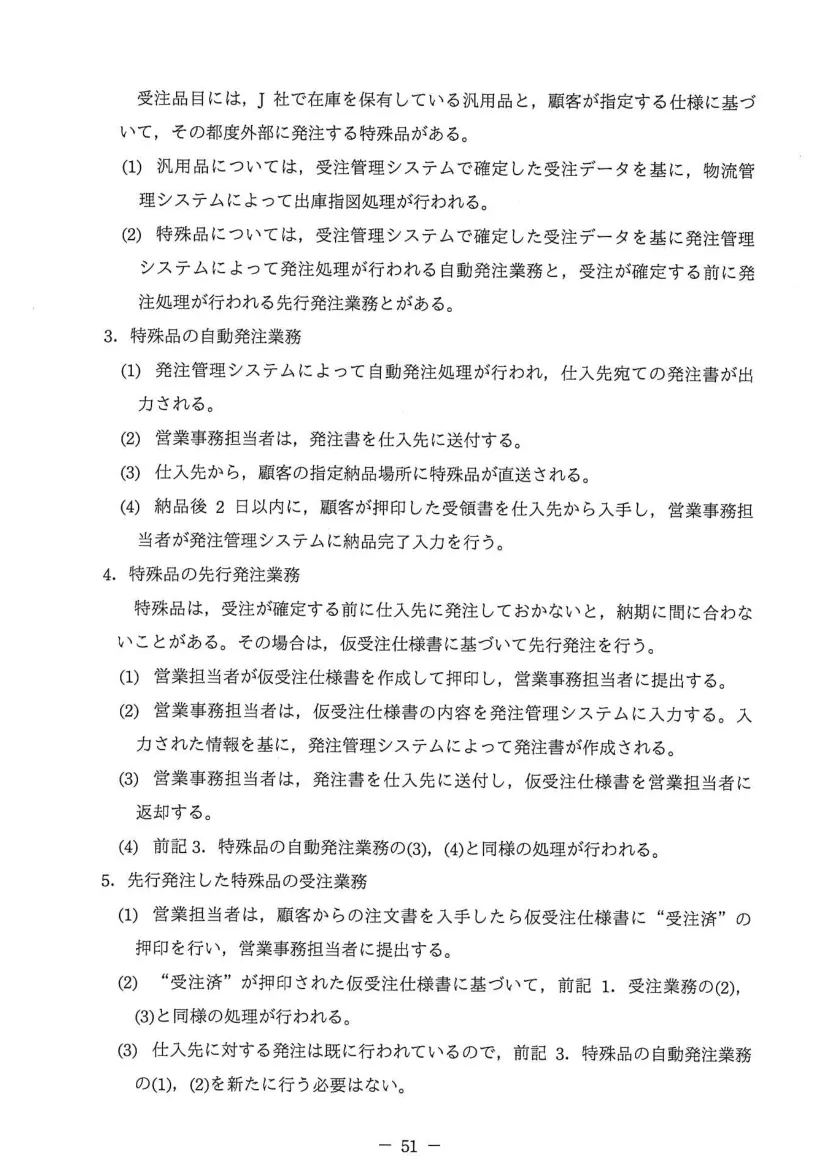 受注品目には，J 社で在庫を保有している汎用品と，顧客が指定する仕様に基づ
いて，その都度外部に発注する特殊品がある。
(1) 汎用品については，受注管理システムで確定した受注データを基に，物流管
理システムによって出庫指図処理が行われる。
(2) 特殊品については，受注管理システムで確定した受注データを基に発注管理
システムによって発注処理が行われる自動発注業務と，受注が確定する前に発
注処理が行われる先行発注業務とがある。
3．特殊品の自動発注業務
(1) 発注管理システムによって自動発注処理が行われ，仕入先宛ての発注書が出
力される。
(2) 営業事務担当者は，発注書を仕入先に送付する。
(3) 仕入先から，顧客の指定納品場所に特殊品が直送される。
(4) 納品後 2 日以内に，顧客が押印した受領書を仕入先から入手し，営業事務担
当者が発注管理システムに納品完了入力を行う。
4．特殊品の先行発注業務
特殊品は，受注が確定する前に仕入先に発注しておかないと，納期に間に合わな
いことがある。その場合は，仮受注仕様書に基づいて先行発注を行う。
(1) 営業担当者が仮受注仕様書を作成して押印し，営業事務担当者に提出する。
(2) 営業事務担当者は，仮受注仕様書の内容を発注管理システムに入力する。入
力された情報を基に，発注管理システムによって発注書が作成される。
(3) 営業事務担当者は，発注書を仕入先に送付し，仮受注仕様書を営業担当者に
返却する。
(4) 前記 3．特殊品の自動発注業務の(3)，(4)と同様の処理が行われる。
5．先行発注した特殊品の受注業務
(1) 営業担当者は，顧客からの注文書を入手したら仮受注仕様書に“受注済”の
押印を行い，営業事務担当者に提出する。
(2) “受注済”が押印された仮受注仕様書に基づいて，前記 1．受注業務の(2)，
(3)と同様の処理が行われる。
(3) 仕入先に対する発注は既に行われているので，前記 3．特殊品の自動発注業務
の(1)，(2)を新たに行う必要はない。
― 51 ―